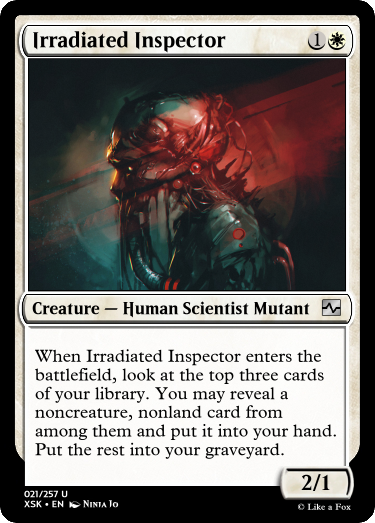 Irradiated Inspector 1
Creature — Human Scientist Mutant
When Irradiated Inspector enters the
battlefield, look at the top three cards
of your library. You may reveal a
noncreature, nonland card from
among them and put it into your hand.
Put the rest into your graveyard.
2/1
021/257 U
XSK • EN Ninja Jo
© Like a Fox